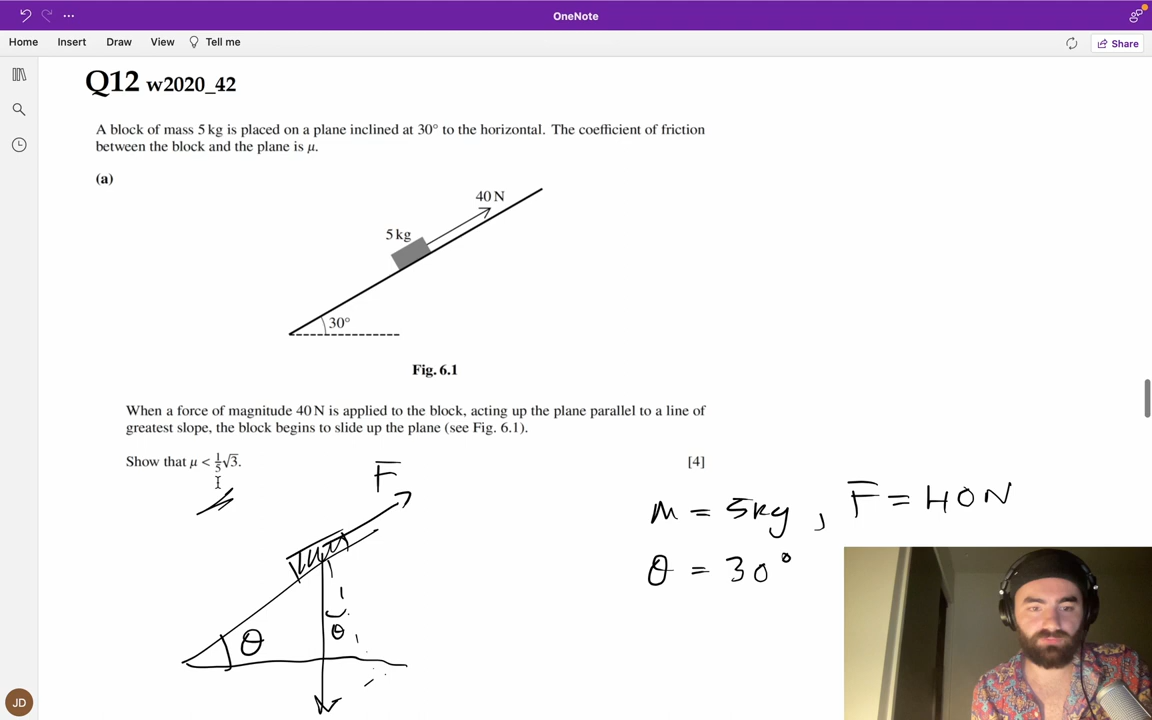 OneNote
Home Insert Draw View Tell me
Share
Q12 w2020_42
A block of mass 5 kg is placed on a plane inclined at 30° to the horizontal. The coefficient of friction
between the block and the plane is μ.
(a)
40 N
5 kg
30°
Fig. 6.1
When a force of magnitude 40 N is applied to the block, acting up the plane parallel to a line of
greatest slope, the block begins to slide up the plane (see Fig. 6.1).
Show that μ < 1/5 √3. [4]
F
m = 5kg, F = 40N
θ = 30°
θ
θ
JD